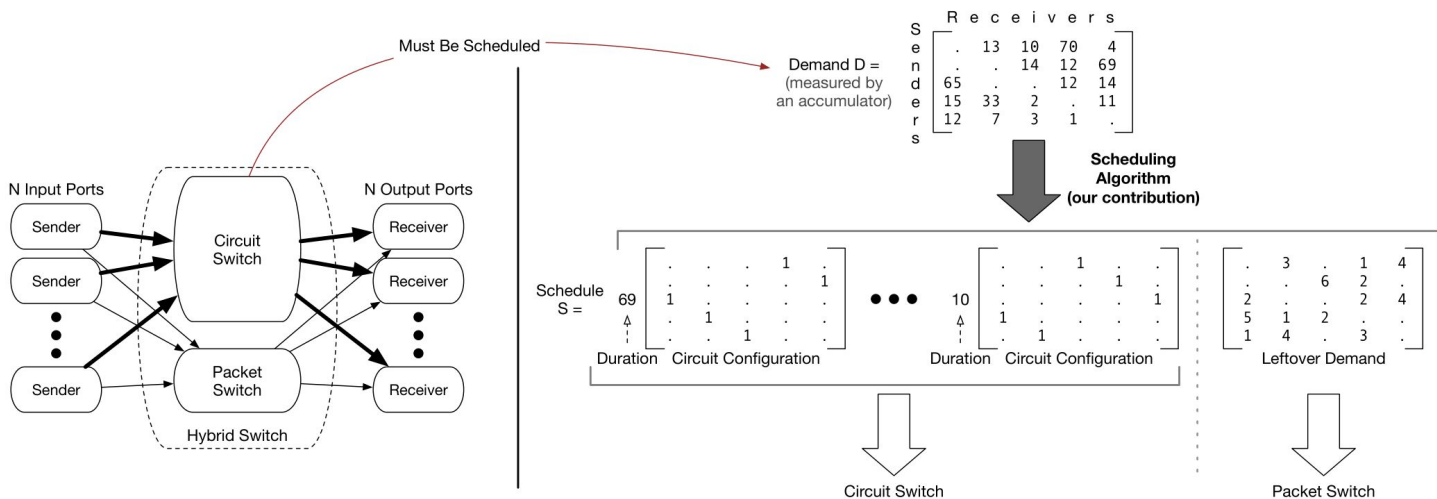 N Input Ports
N Output Ports
Sender
Sender
Sender
Circuit
Switch
Packet
Switch
Hybrid Switch
Receiver
Receiver
Receiver
Must Be Scheduled
Demand D =
(measured by
an accumulator)
Receivers
Senders
. 13 10 70 4
. . 14 12 69
65 . . 12 14
15 33 2 . 11
12 7 3 1 .
Scheduling
Algorithm
(our contribution)
Schedule
S =
69
. . . 1 .
. . . . 1
1 . . . .
. 1 . . .
. . 1 . .
Duration
Circuit Configuration
10
. . 1 . .
. . . 1 .
. . . . 1
1 . . . .
. 1 . . .
Duration
Circuit Configuration
. 3 . 1 4
. . 6 2 .
2 . . 2 4
5 1 2 . .
1 4 . 3 .
Leftover Demand
Circuit Switch
Packet Switch